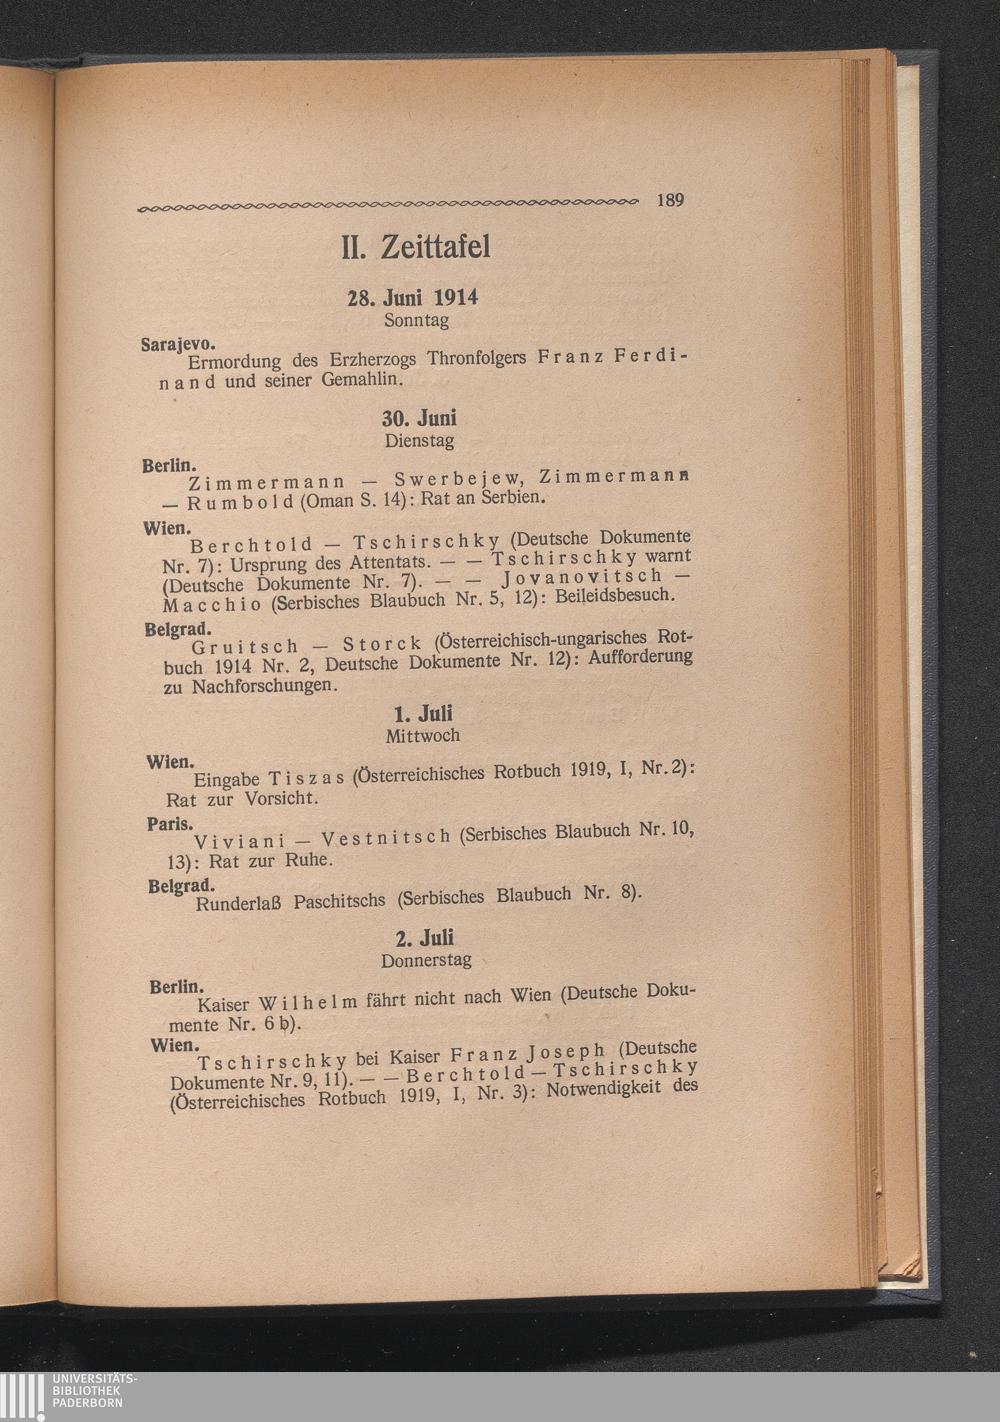 189
II. Zeittafel
28. Juni 1914
Sonntag
Sarajevo.
Ermordung des Erzherzogs Thronfolgers Franz Ferdi-
nand und seiner Gemahlin.
30. Juni
Dienstag
Berlin.
Zimmermann — Swerbejew, Zimmermann
— Rumbold (Oman S. 14): Rat an Serbien.
Wien.
Berchtold — Tschirschky (Deutsche Dokumente
Nr. 7): Ursprung des Attentats. — — Tschirschky warnt
(Deutsche Dokumente Nr. 7). — — Jovanovitsch —
Macchio (Serbisches Blaubuch Nr. 5, 12): Beileidsbesuch.
Belgrad.
Gruitsch — Storck (Österreichisch-ungarisches Rot-
buch 1914 Nr. 2, Deutsche Dokumente Nr. 12): Aufforderung
zu Nachforschungen.
1. Juli
Mittwoch
Wien.
Eingabe Tiszas (Österreichisches Rotbuch 1919, I, Nr. 2):
Rat zur Vorsicht.
Paris.
Viviani — Vestnitsch (Serbisches Blaubuch Nr. 10,
13): Rat zur Ruhe.
Belgrad.
Runderlaß Paschitschs (Serbisches Blaubuch Nr. 8).
2. Juli
Donnerstag
Berlin.
Kaiser Wilhelm fährt nicht nach Wien (Deutsche Doku-
mente Nr. 6 b).
Wien.
Tschirschky bei Kaiser Franz Joseph (Deutsche
Dokumente Nr. 9, 11). — — Berchtold — Tschirschky
(Österreichisches Rotbuch 1919, I, Nr. 3): Notwendigkeit des
UNIVERSITÄTS-
BIBLIOTHEK
PADERBORN